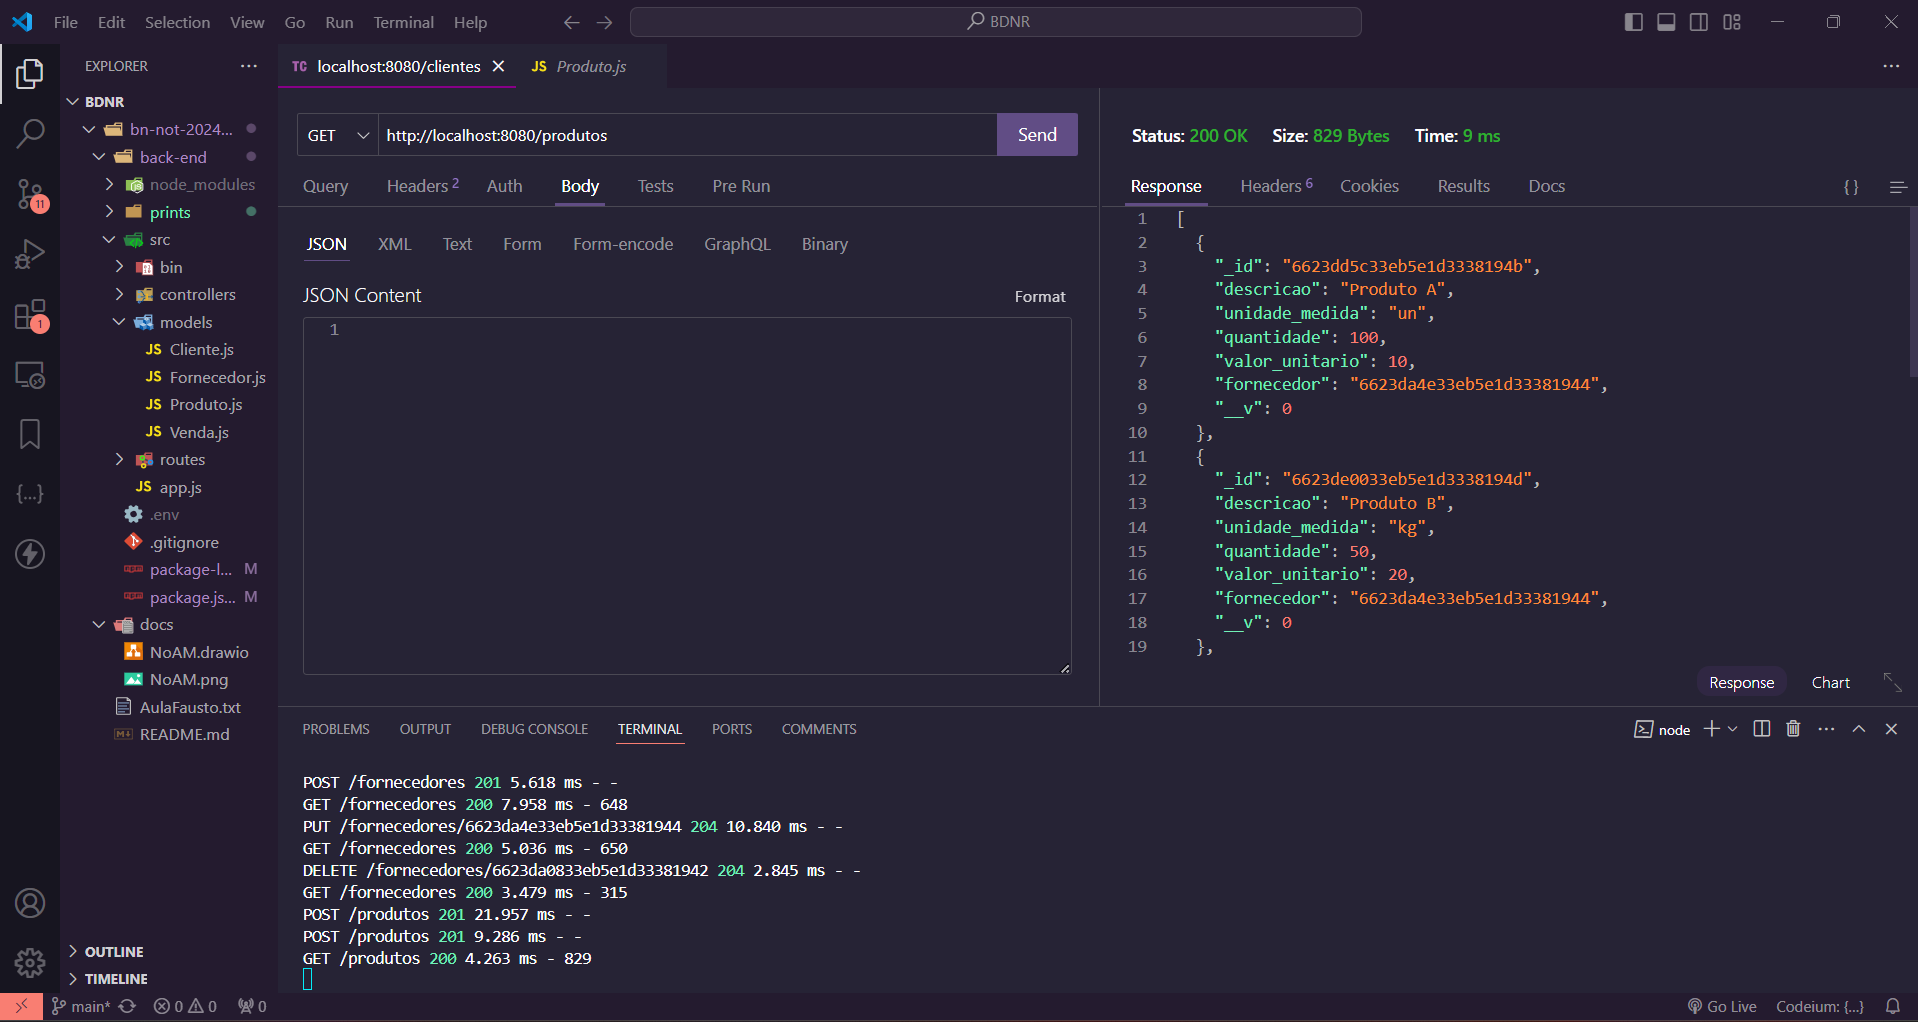 File Edit Selection View Go Run Terminal Help
BDNR
EXPLORER
BDNR
bn-not-2024...
back-end
node_modules
prints
src
bin
controllers
models
JS Cliente.js
JS Fornecedor.js
JS Produto.js
JS Venda.js
routes
JS app.js
.env
.gitignore
package-l... M
package.js... M
docs
NoAM.drawio
NoAM.png
AulaFausto.txt
README.md
OUTLINE
TIMELINE
11
1
TC localhost:8080/clientes
JS Produto.js
GET http://localhost:8080/produtos Send
Query Headers 2 Auth Body Tests Pre Run
JSON XML Text Form Form-encode GraphQL Binary
JSON Content Format
1
Status: 200 OK Size: 829 Bytes Time: 9 ms
Response Headers 6 Cookies Results Docs { }
1 [
2 {
3 "_id": "6623dd5c33eb5e1d3338194b",
4 "descricao": "Produto A",
5 "unidade_medida": "un",
6 "quantidade": 100,
7 "valor_unitario": 10,
8 "fornecedor": "6623da4e33eb5e1d33381944",
9 "__v": 0
10 },
11 {
12 "_id": "6623de0033eb5e1d3338194d",
13 "descricao": "Produto B",
14 "unidade_medida": "kg",
15 "quantidade": 50,
16 "valor_unitario": 20,
17 "fornecedor": "6623da4e33eb5e1d33381944",
18 "__v": 0
19 },
Response Chart
PROBLEMS OUTPUT DEBUG CONSOLE TERMINAL PORTS COMMENTS
node
POST /fornecedores 201 5.618 ms - -
GET /fornecedores 200 7.958 ms - 648
PUT /fornecedores/6623da4e33eb5e1d33381944 204 10.840 ms - -
GET /fornecedores 200 5.036 ms - 650
DELETE /fornecedores/6623da0833eb5e1d33381942 204 2.845 ms - -
GET /fornecedores 200 3.479 ms - 315
POST /produtos 201 21.957 ms - -
POST /produtos 201 9.286 ms - -
GET /produtos 200 4.263 ms - 829
main* 0 0 0
Go Live Codeium: {...}